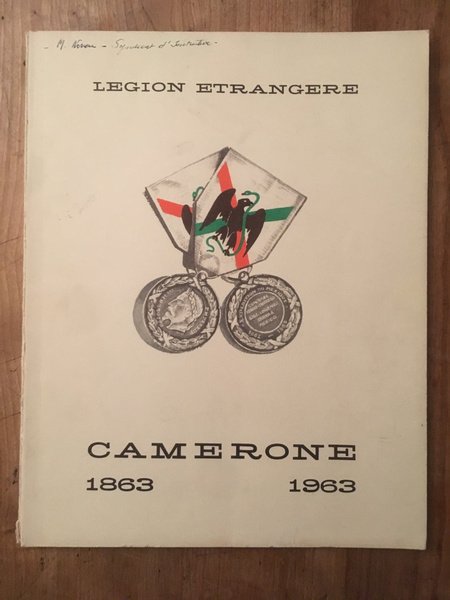 - M. - Syndicat d'Initiative -
LEGION ETRANGERE
CAMERONE
1863 1963